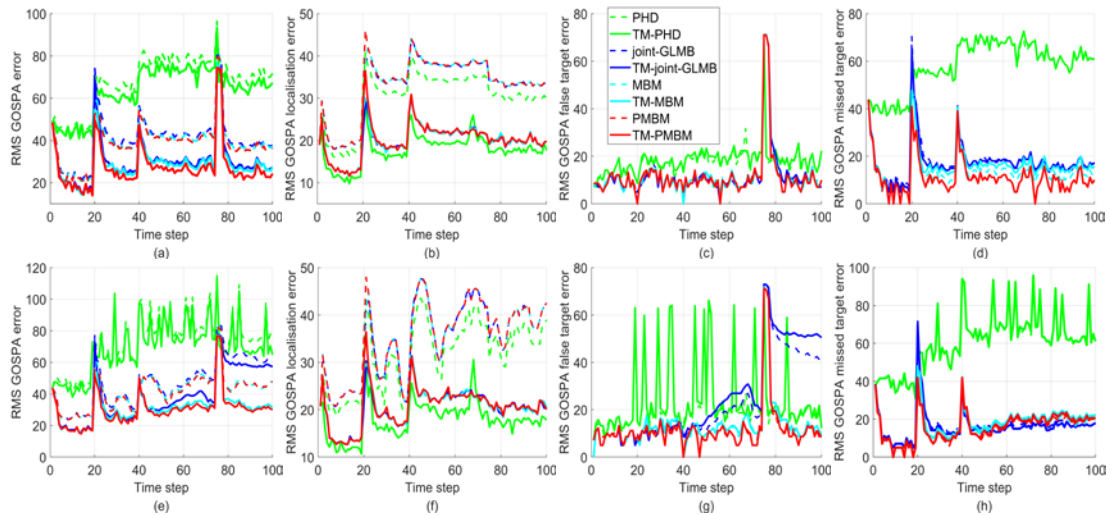 RMS GOSPA error
100
80
60
40
20
0
20
40
60
80
100
Time step
(a)
RMS GOSPA localisation error
50
40
30
20
10
0
20
40
60
80
100
Time step
(b)
RMS GOSPA false target error
80
60
40
20
0
0
20
40
60
80
100
Time step
(c)
PHD
TM-PHD
joint-GLMB
TM-joint-GLMB
MBM
TM-MBM
PMBM
TM-PMBM
RMS GOSPA missed target error
80
60
40
20
0
0
20
40
60
80
100
Time step
(d)
RMS GOSPA error
120
100
80
60
40
20
0
0
20
40
60
80
100
Time step
(e)
RMS GOSPA localisation error
50
40
30
20
10
0
20
40
60
80
100
Time step
(f)
RMS GOSPA false target error
80
60
40
20
0
0
20
40
60
80
100
Time step
(g)
RMS GOSPA missed target error
100
80
60
40
20
0
0
20
40
60
80
100
Time step
(h)